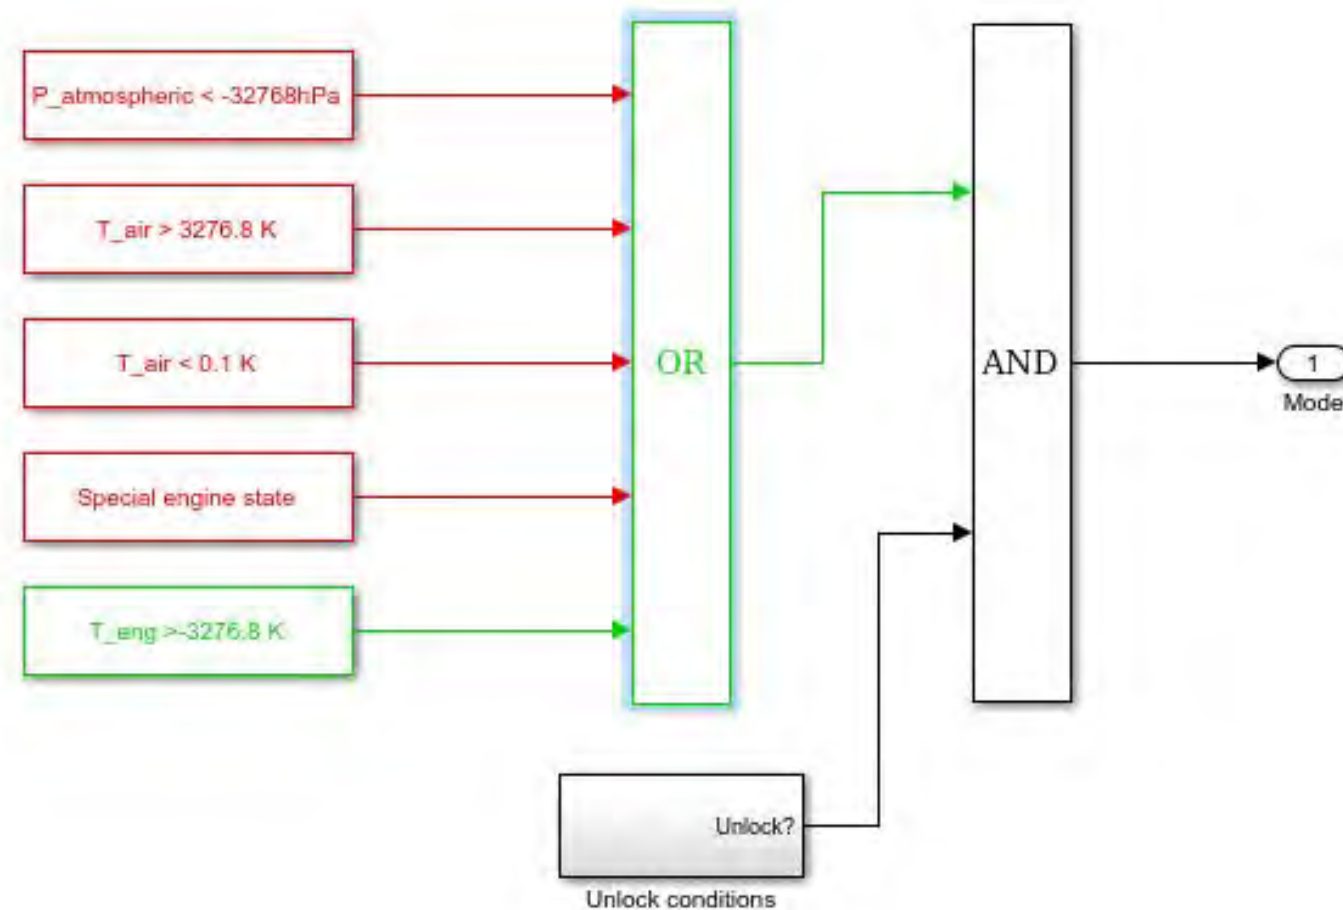 P_atmospheric < -32768hPa
T_air > 3276.8 K
T_air < 0.1 K
OR
AND
1
Mode
Special engine state
T_eng >-3276.8 K
Unlock?
Unlock conditions